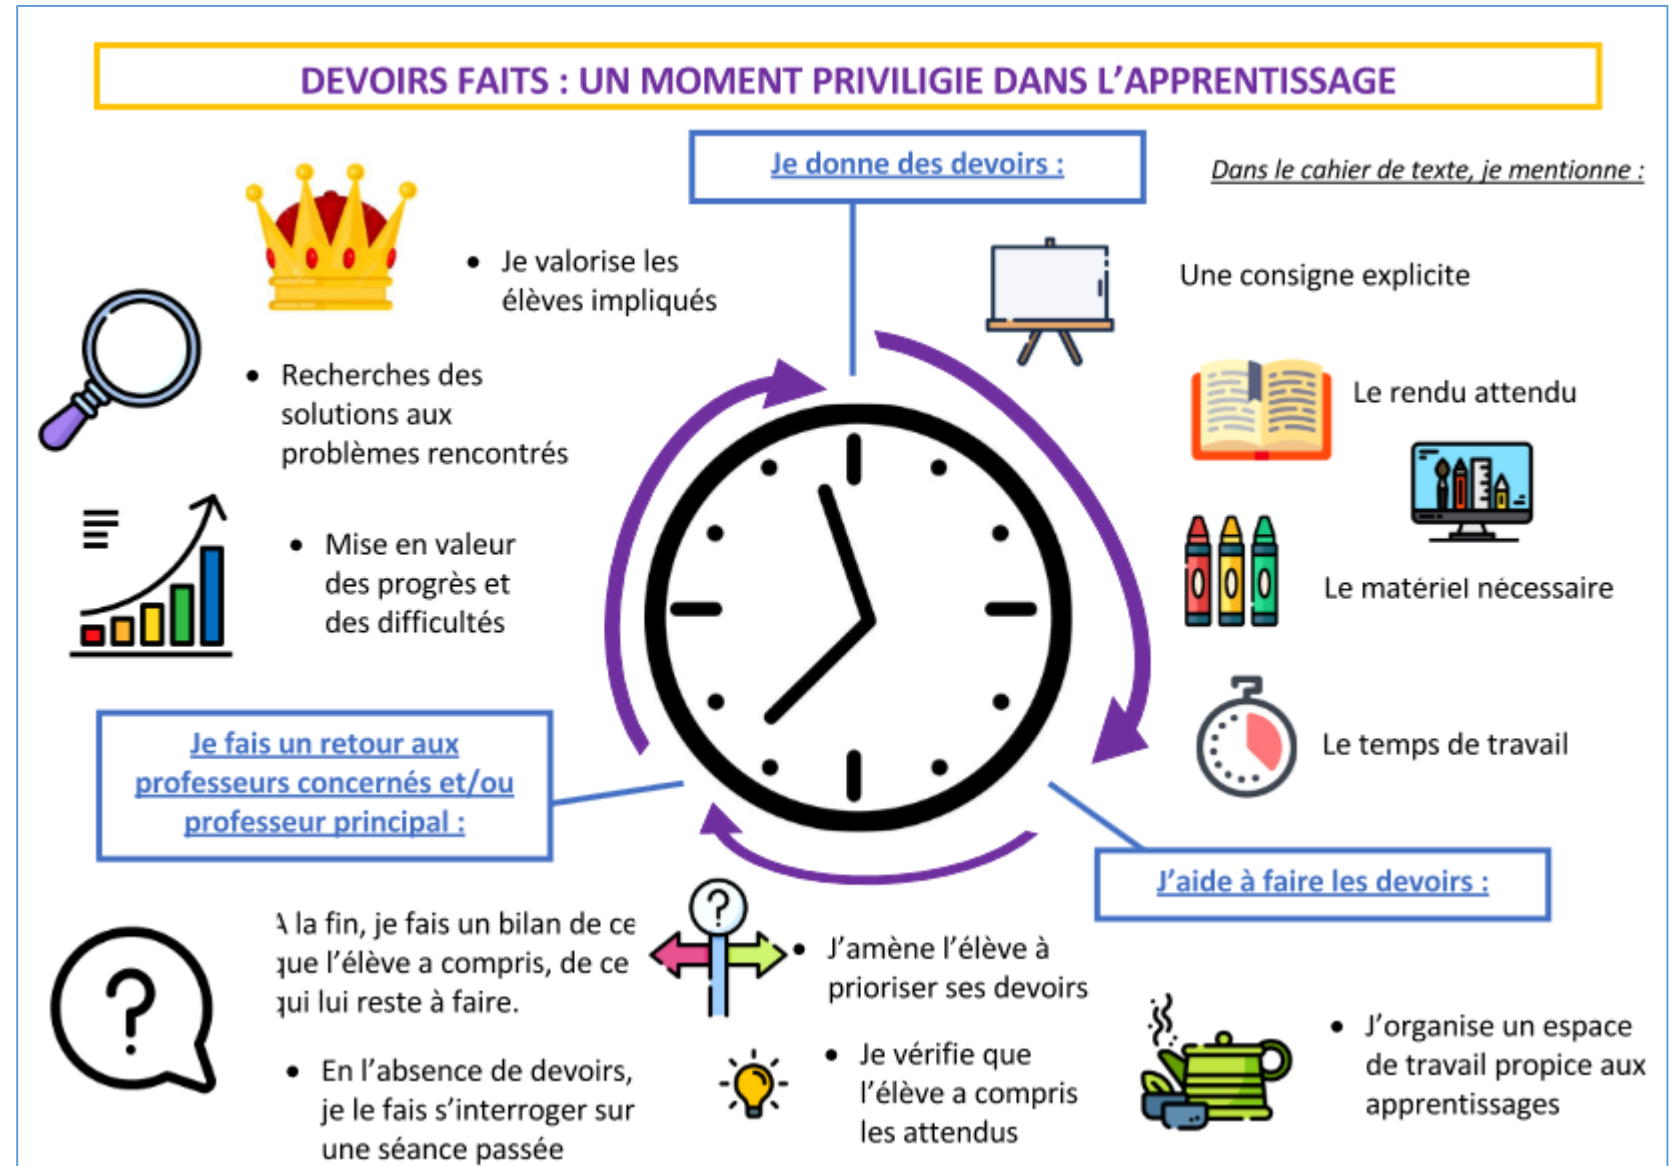 DEVOIRS FAITS : UN MOMENT PRIVILIGIE DANS L'APPRENTISSAGE
Je donne des devoirs :
Dans le cahier de texte, je mentionne :
Une consigne explicite
Le rendu attendu
Le matériel nécessaire
Le temps de travail
J'aide à faire les devoirs :
• J'organise un espace
de travail propice aux
apprentissages
• J'amène l'élève à
prioriser ses devoirs
• Je vérifie que
l'élève a compris
les attendus
A la fin, je fais un bilan de ce
que l'élève a compris, de ce
qui lui reste à faire.
• En l'absence de devoirs,
je le fais s'interroger sur
une séance passée
Je fais un retour aux
professeurs concernés et/ou
professeur principal :
• Mise en valeur
des progrès et
des difficultés
• Recherches des
solutions aux
problèmes rencontrés
• Je valorise les
élèves impliqués